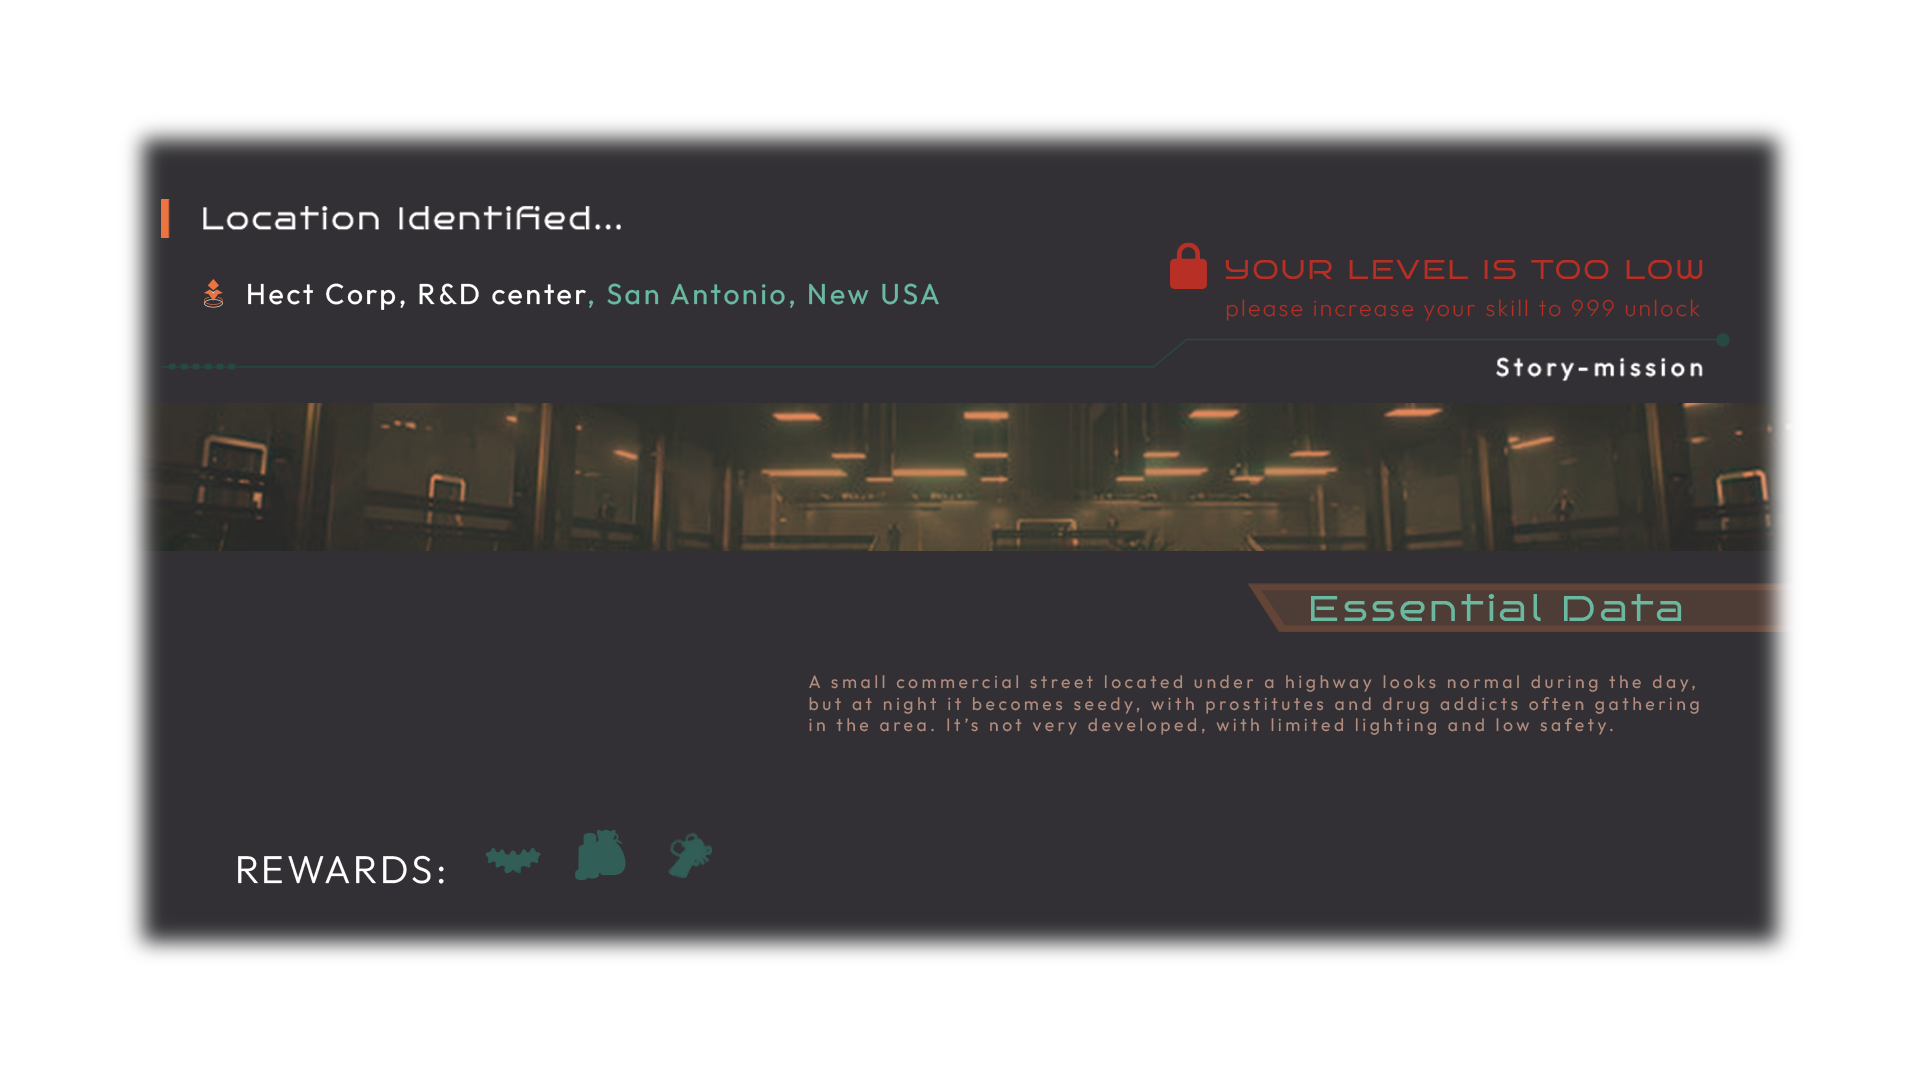 Location Identified...
Hect Corp, R&D center, San Antonio, New USA
YOUR LEVEL IS TOO LOW
please increase your skill to 999 unlock
Story-mission
Essential Data
A small commercial street located under a highway looks normal during the day,
but at night it becomes seedy, with prostitutes and drug addicts often gathering
in the area. It’s not very developed, with limited lighting and low safety.
REWARDS: